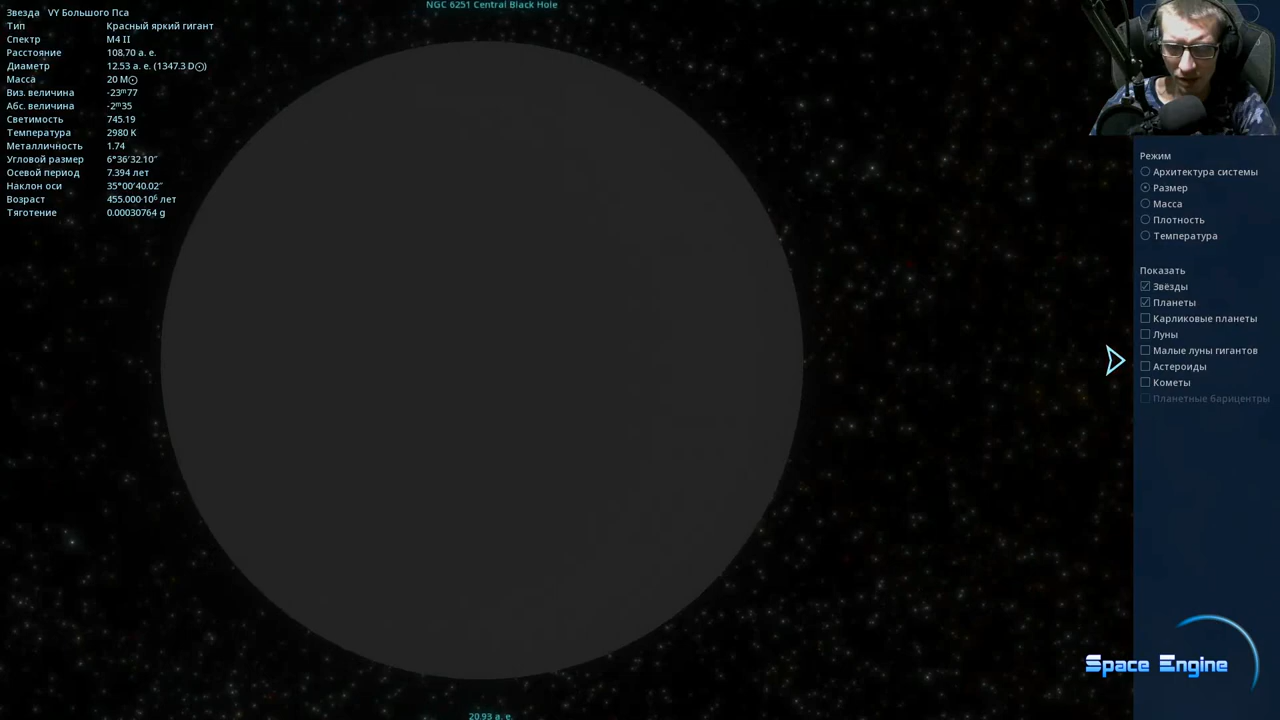 NGC 6251 Central Black Hole
Звезда VY Большого Пса
Тип Красный яркий гигант
Спектр M4 II
Расстояние 108.70 а. е.
Диаметр 12.53 а. е. (1347.3 D☉)
Масса 20 M☉
Виз. величина -23ᵐ77
Абс. величина -2ᵐ35
Светимость 745.19
Температура 2980 K
Металличность 1.74
Угловой размер 6°36′32.10″
Осевой период 7.394 лет
Наклон оси 35°00′40.02″
Возраст 455.000·10⁶ лет
Тяготение 0.00030764 g
Режим
Архитектура системы
Размер
Масса
Плотность
Температура
Показать
Звёзды
Планеты
Карликовые планеты
Луны
Малые луны гигантов
Астероиды
Кометы
Планетные барицентры
Space Engine
20.93 а. е.